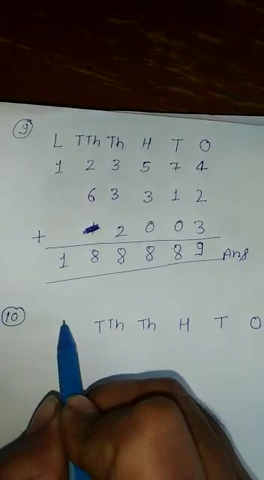 9
L TTh Th H T O
1 2 3 5 7 4
6 3 3 1 2
+ 2 0 0 3
1 8 8 8 8 9 Ans
10
TTh Th H T O